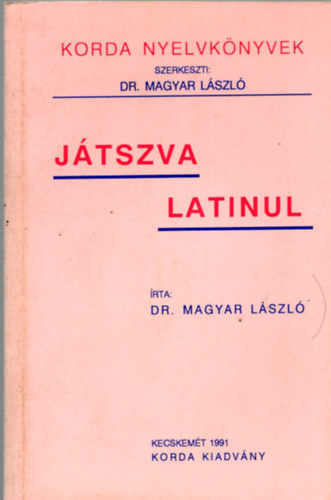 KORDA NYELVKÖNYVEK
SZERKESZTI:
DR. MAGYAR LÁSZLÓ
JÁTSZVA
LATINUL
ÍRTA:
DR. MAGYAR LÁSZLÓ
KECSKEMÉT 1991
KORDA KIADVÁNY